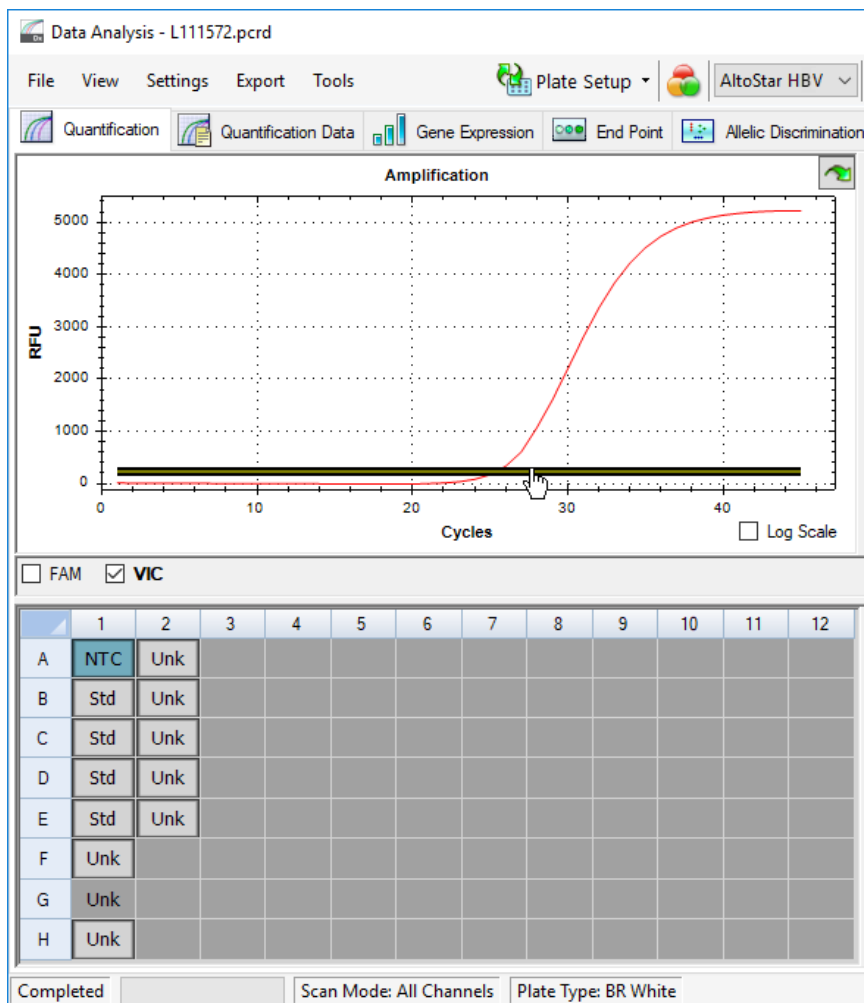 Data Analysis - L111572.pcrd
File View Settings Export Tools Plate Setup AltoStar HBV
Quantification Quantification Data Gene Expression End Point Allelic Discrimination
Amplification
5000
4000
3000
RFU
2000
1000
0
0 10 20 30 40
Cycles
Log Scale
FAM VIC
1 2 3 4 5 6 7 8 9 10 11 12
A NTC Unk
B Std Unk
C Std Unk
D Std Unk
E Std Unk
F Unk
G Unk
H Unk
Completed Scan Mode: All Channels Plate Type: BR White